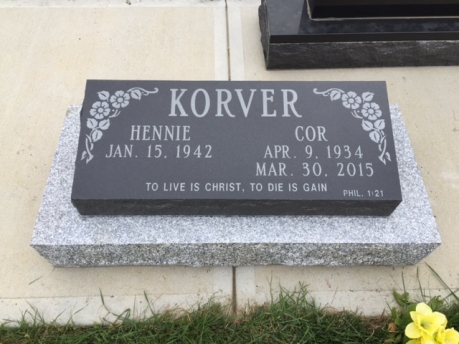 KORVER
HENNIE COR
JAN. 15, 1942 APR. 9, 1934
MAR. 30, 2015
TO LIVE IS CHRIST, TO DIE IS GAIN PHIL. 1:21